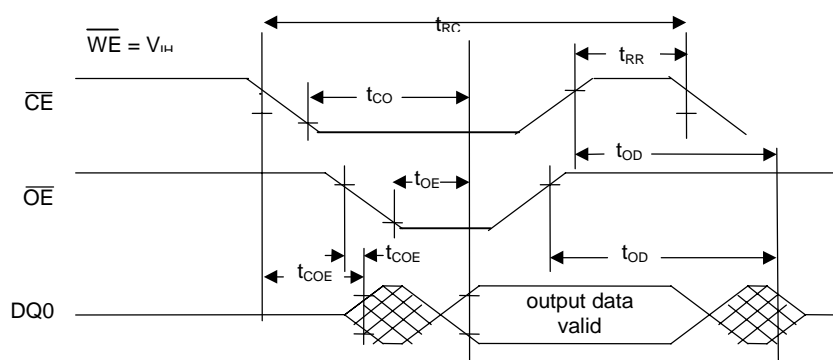 tRC
WE = VIH
tRR
CE
tCO
tOD
OE
tOE
tCOE
tOD
tCOE
DQ0
output data
valid